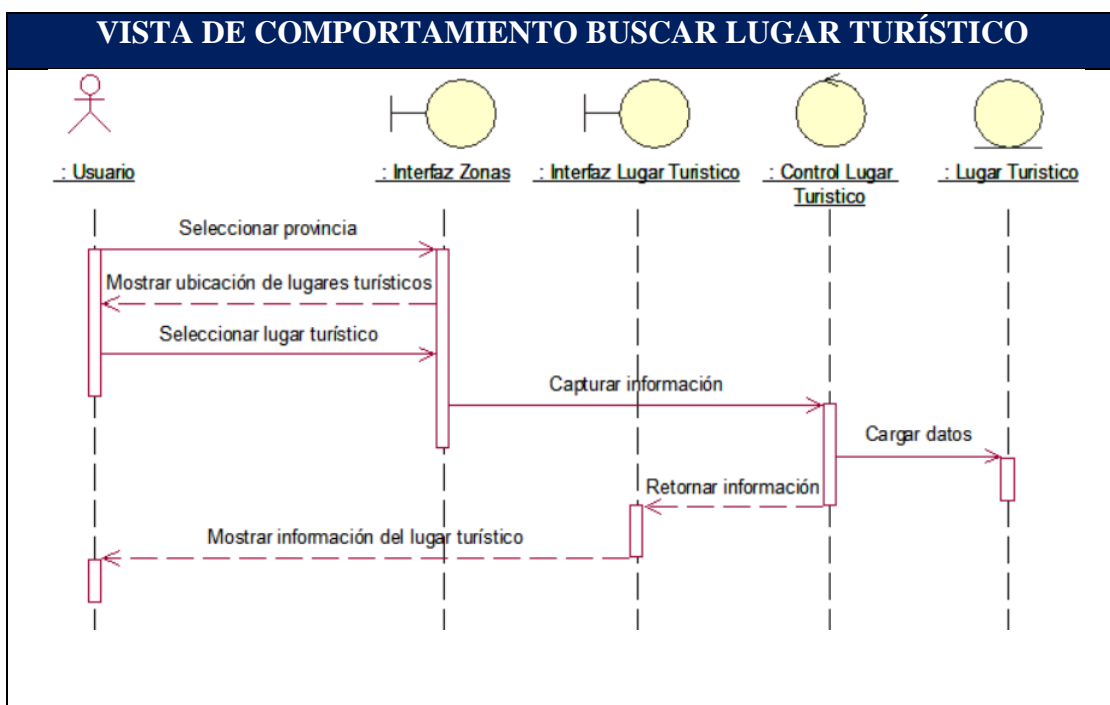 VISTA DE COMPORTAMIENTO BUSCAR LUGAR TURÍSTICO
: Usuario
: Interfaz Zonas
: Interfaz Lugar Turistico
: Control Lugar
Turistico
: Lugar Turistico
Seleccionar provincia
Mostrar ubicación de lugares turísticos
Seleccionar lugar turístico
Capturar información
Cargar datos
Retornar información
Mostrar información del lugar turístico